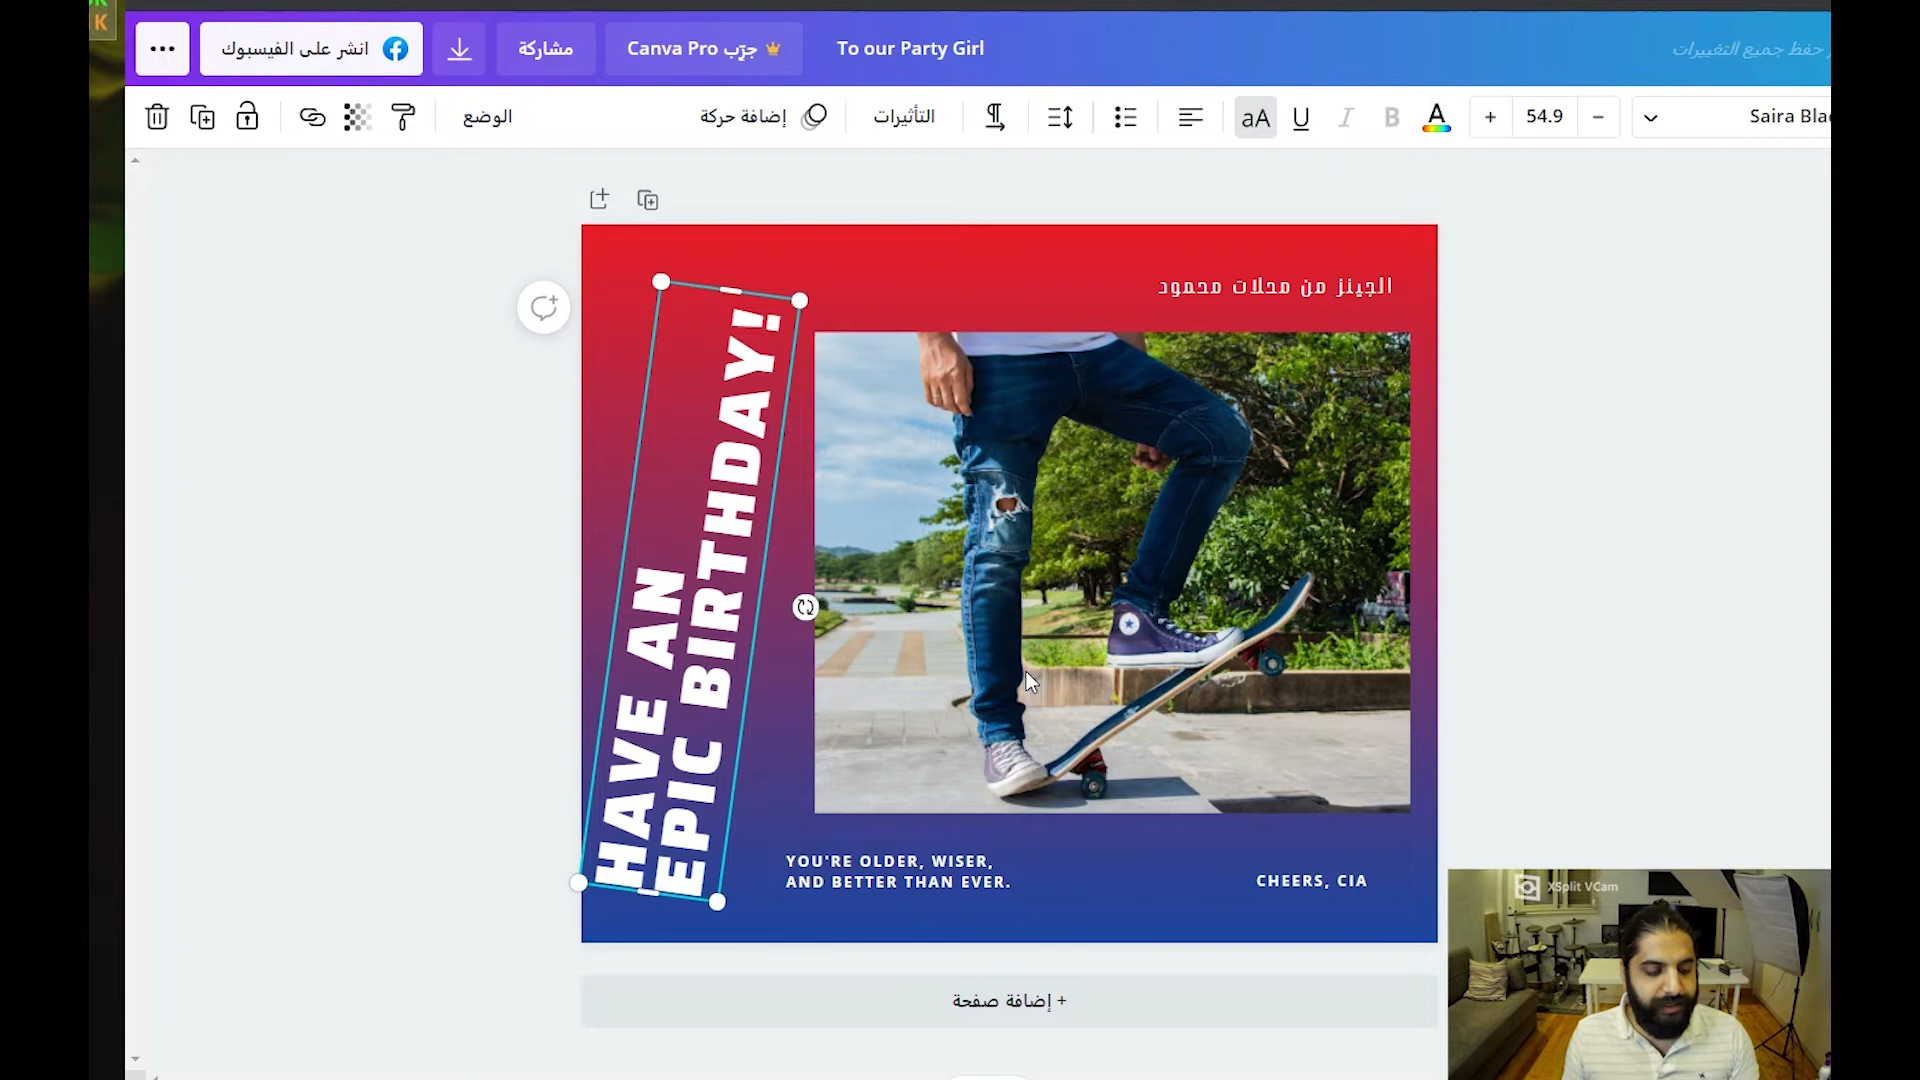 K
انشر على الفيسبوك
مشاركة
جرّب Canva Pro
To our Party Girl
حفظ جميع التغييرات
الوضع
إضافة حركة
التأثيرات
aA
U
I
B
A
+
54.9
–
Saira Blac
الجينز من محلات محمود
HAVE AN
EPIC BIRTHDAY!
YOU'RE OLDER, WISER,
AND BETTER THAN EVER.
CHEERS, CIA
+ إضافة صفحة
XSplit VCam